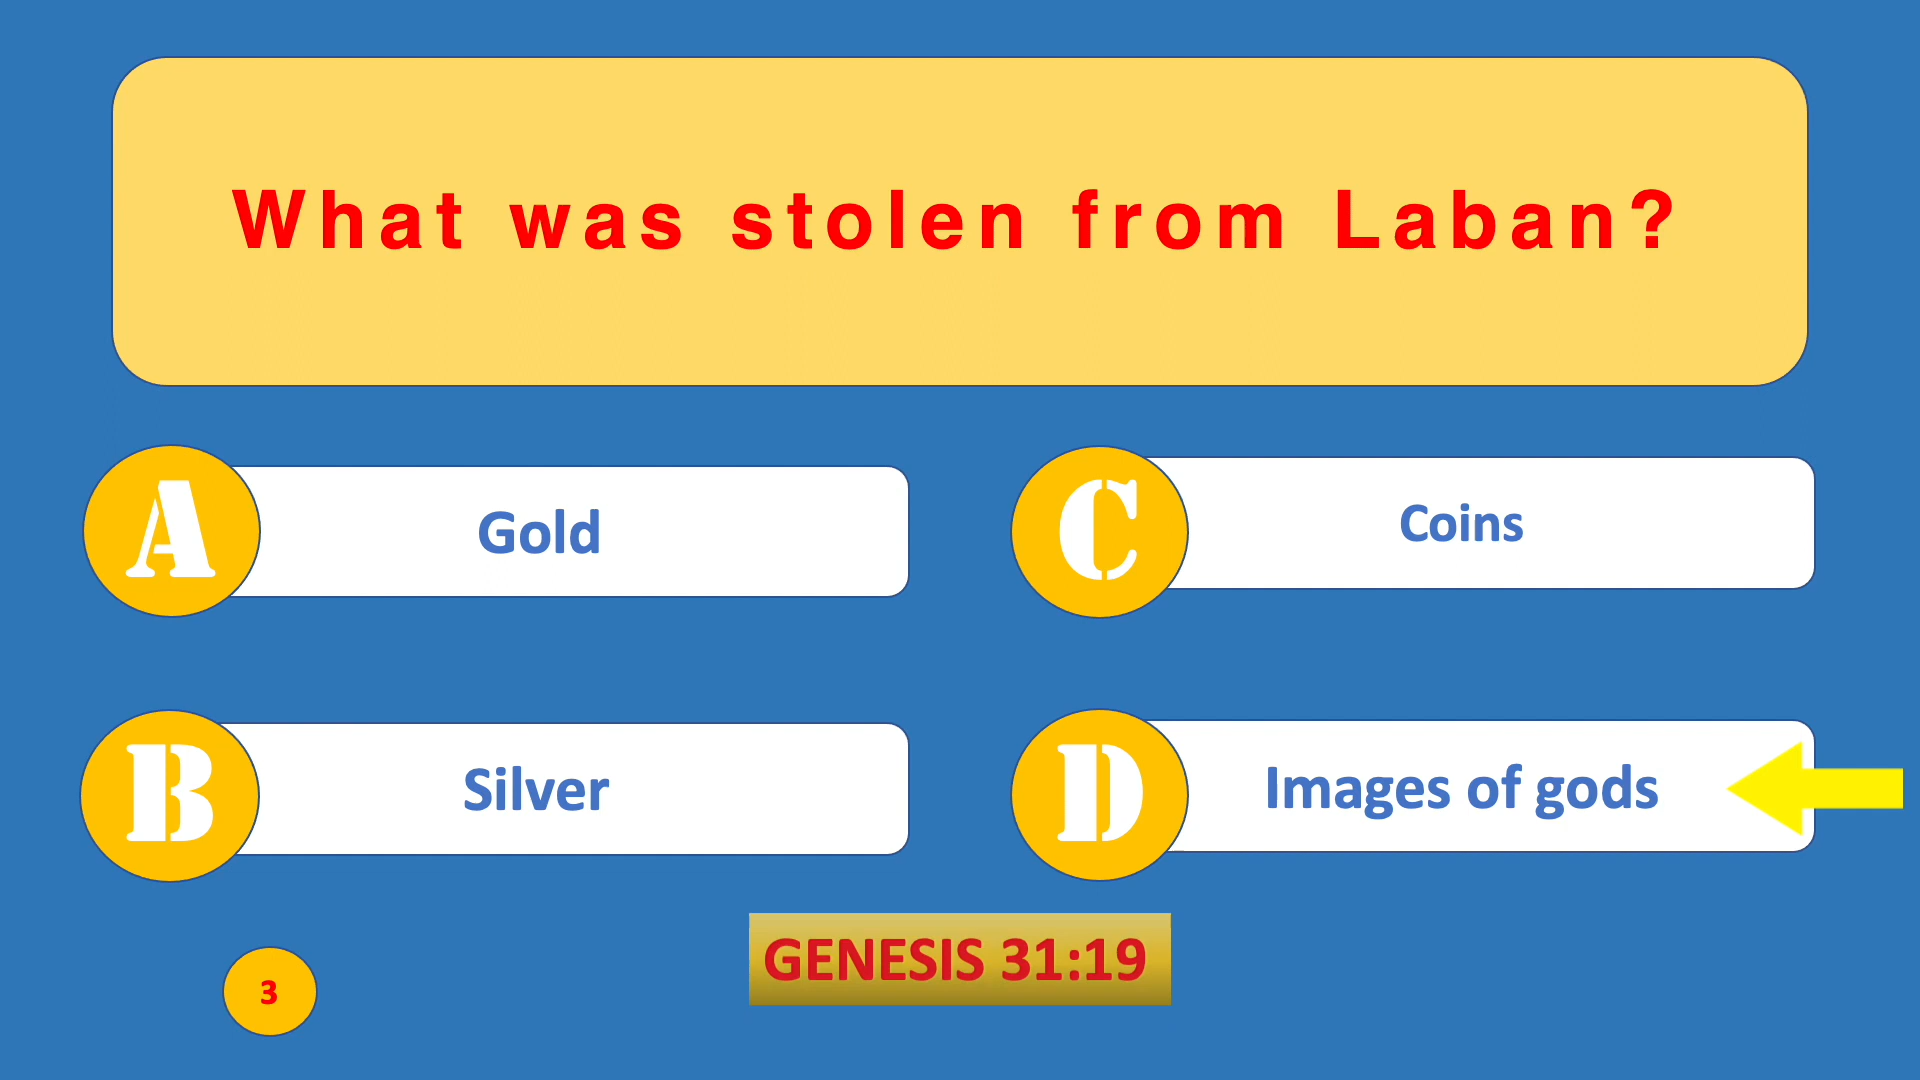 What was stolen from Laban?
A
Gold
C
Coins
B
Silver
D
Images of gods
GENESIS 31:19
3